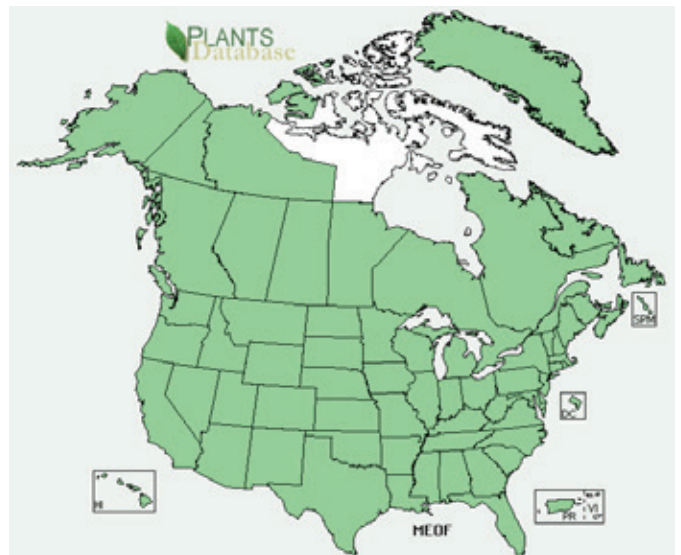 PLANTS
Database
SPM
DC
HI
PR
VI
MEOF